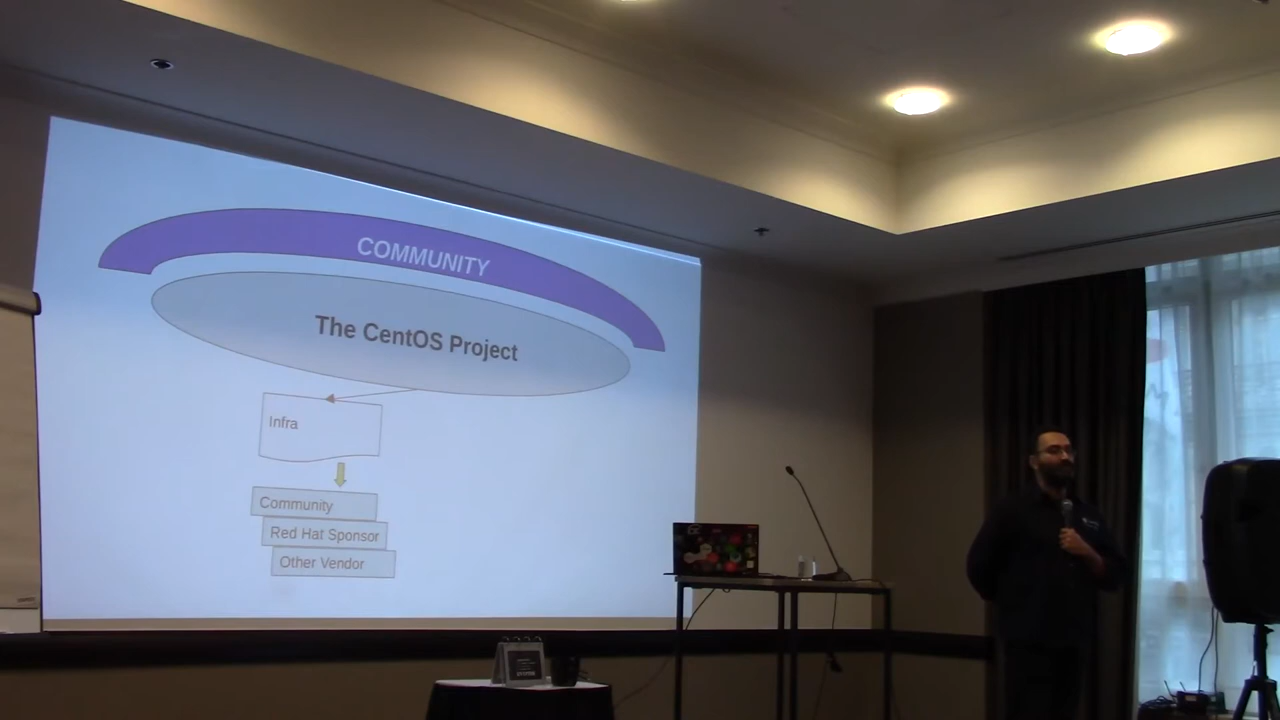 COMMUNITY
The CentOS Project
Infra
Community
Red Hat Sponsor
Other Vendor